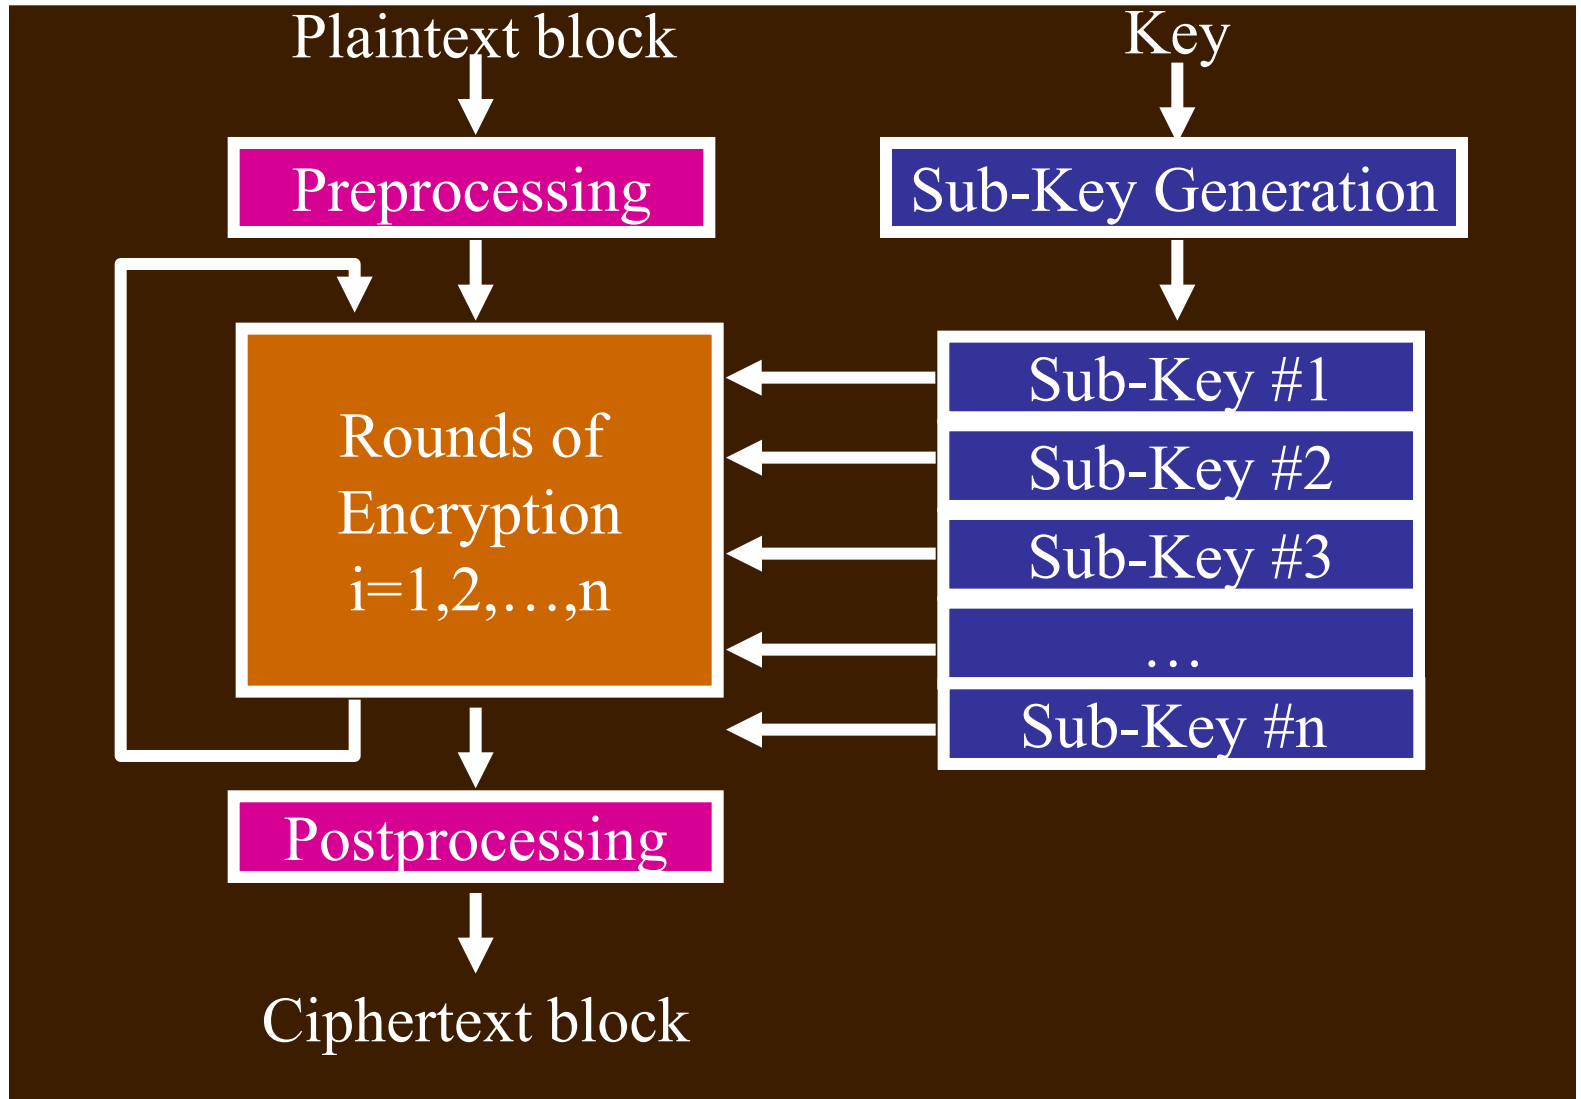 Plaintext block
Key
Preprocessing
Sub-Key Generation
Rounds of
Encryption
i=1,2,…,n
Sub-Key #1
Sub-Key #2
Sub-Key #3
…
Sub-Key #n
Postprocessing
Ciphertext block